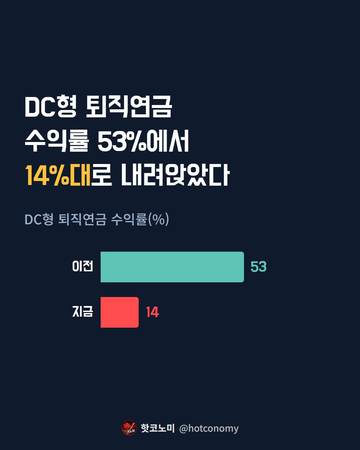 DC형 퇴직연금
수익률 53%에서
14%대로 내려앉았다
DC형 퇴직연금 수익률(%)
이전 53
지금 14
핫코노미 @hotconomy